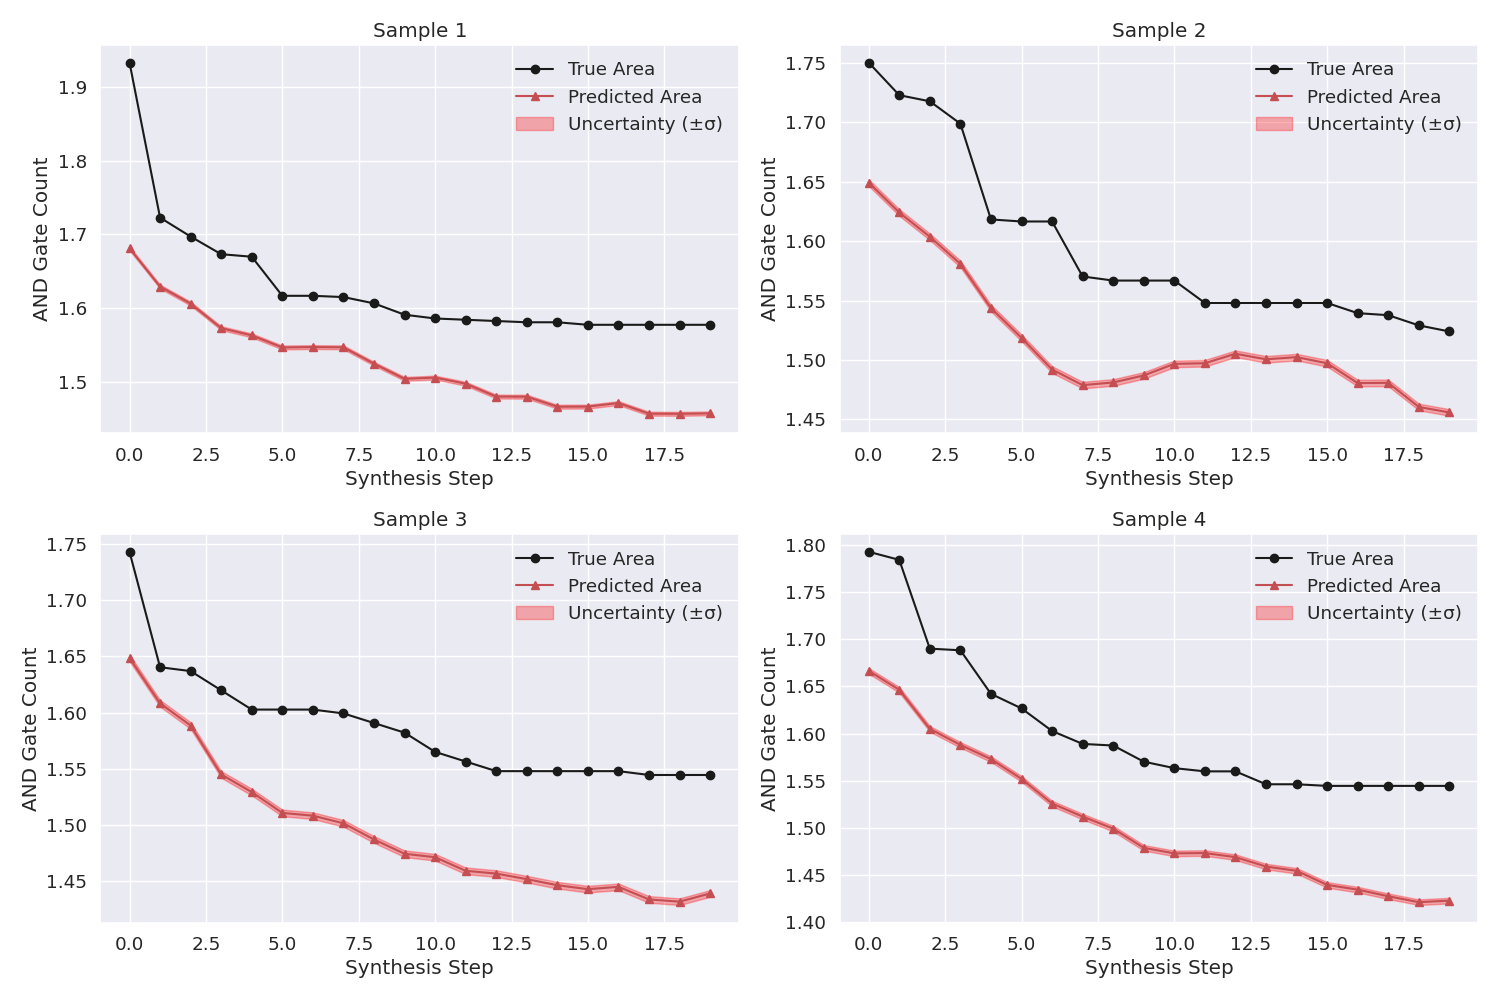 Sample 1
AND Gate Count
1.9
1.8
1.7
1.6
1.5
True Area
Predicted Area
Uncertainty (±σ)
0.0 2.5 5.0 7.5 10.0 12.5 15.0 17.5
Synthesis Step
Sample 2
AND Gate Count
1.75
1.70
1.65
1.60
1.55
1.50
1.45
True Area
Predicted Area
Uncertainty (±σ)
0.0 2.5 5.0 7.5 10.0 12.5 15.0 17.5
Synthesis Step
Sample 3
AND Gate Count
1.75
1.70
1.65
1.60
1.55
1.50
1.45
True Area
Predicted Area
Uncertainty (±σ)
0.0 2.5 5.0 7.5 10.0 12.5 15.0 17.5
Synthesis Step
Sample 4
AND Gate Count
1.80
1.75
1.70
1.65
1.60
1.55
1.50
1.45
1.40
True Area
Predicted Area
Uncertainty (±σ)
0.0 2.5 5.0 7.5 10.0 12.5 15.0 17.5
Synthesis Step